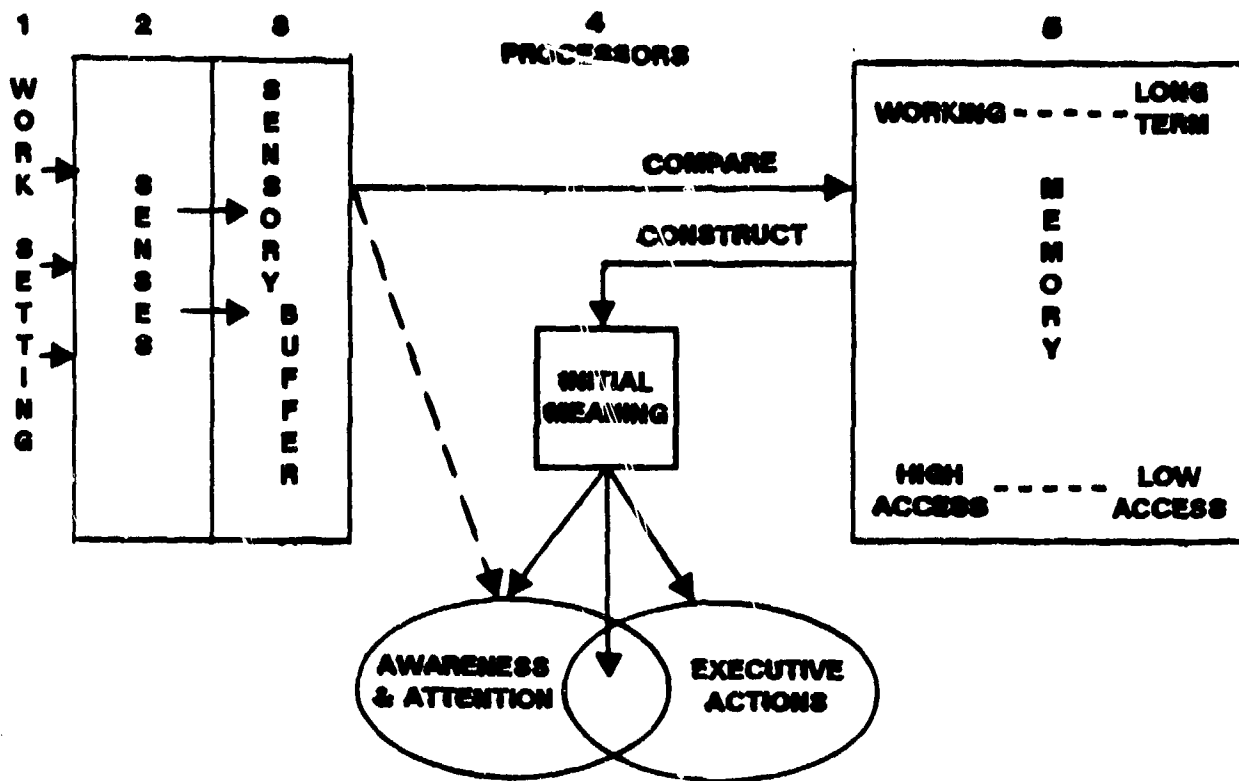 1
2
3
4
5
PROCESSORS
WORK SETTING
SENSES
SENSORY BUFFER
COMPARE
CONSTRUCT
INITIAL
MEANING
WORKING - - - - - LONG
TERM
MEMORY
HIGH
ACCESS - - - - - LOW
ACCESS
AWARENESS
& ATTENTION
EXECUTIVE
ACTIONS